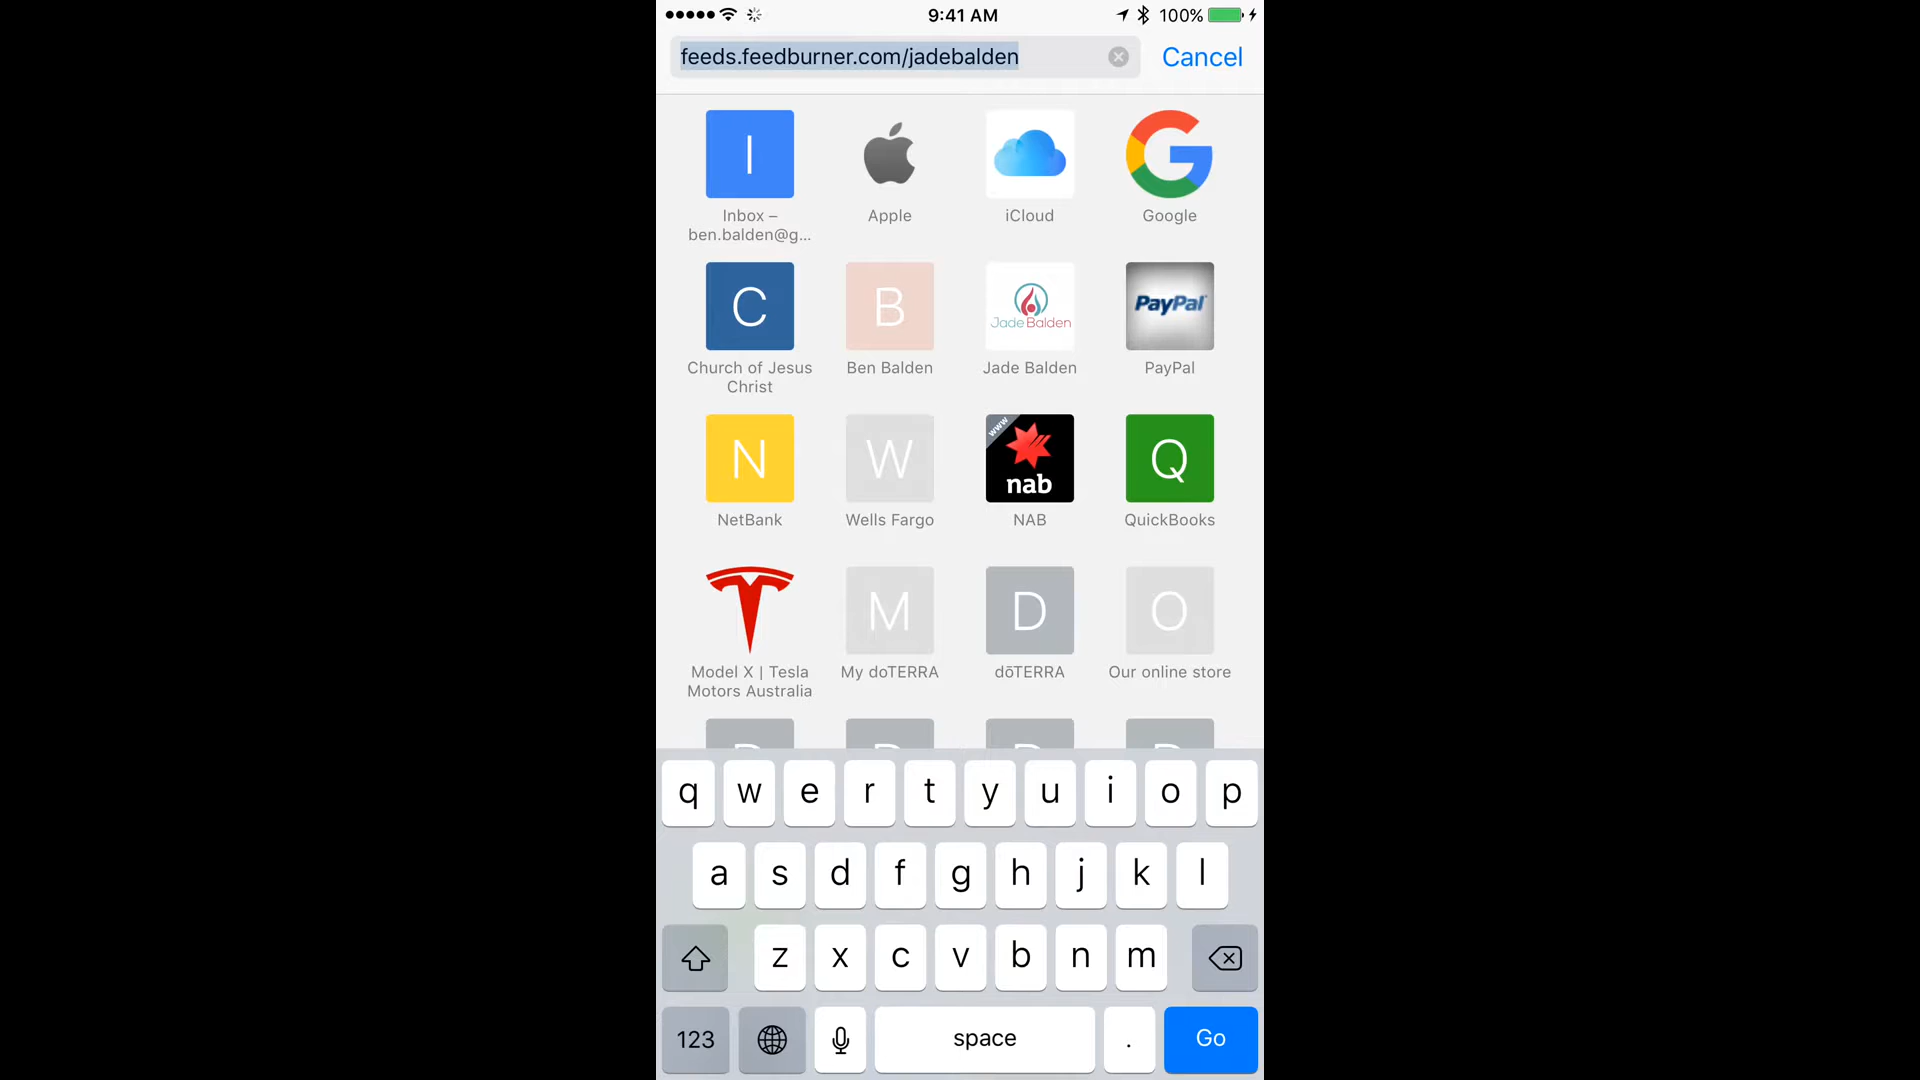 9:41 AM
100%
feeds.feedburner.com/jadebalden
Cancel
I
G
Inbox –
ben.balden@g...
Apple
iCloud
Google
C
B
Jade Balden
PayPal
Church of Jesus
Christ
Ben Balden
Jade Balden
PayPal
N
W
www
nab
Q
NetBank
Wells Fargo
NAB
QuickBooks
M
D
O
Model X | Tesla
Motors Australia
My doTERRA
dōTERRA
Our online store
q w e r t y u i o p
a s d f g h j k l
z x c v b n m
123
space
.
Go